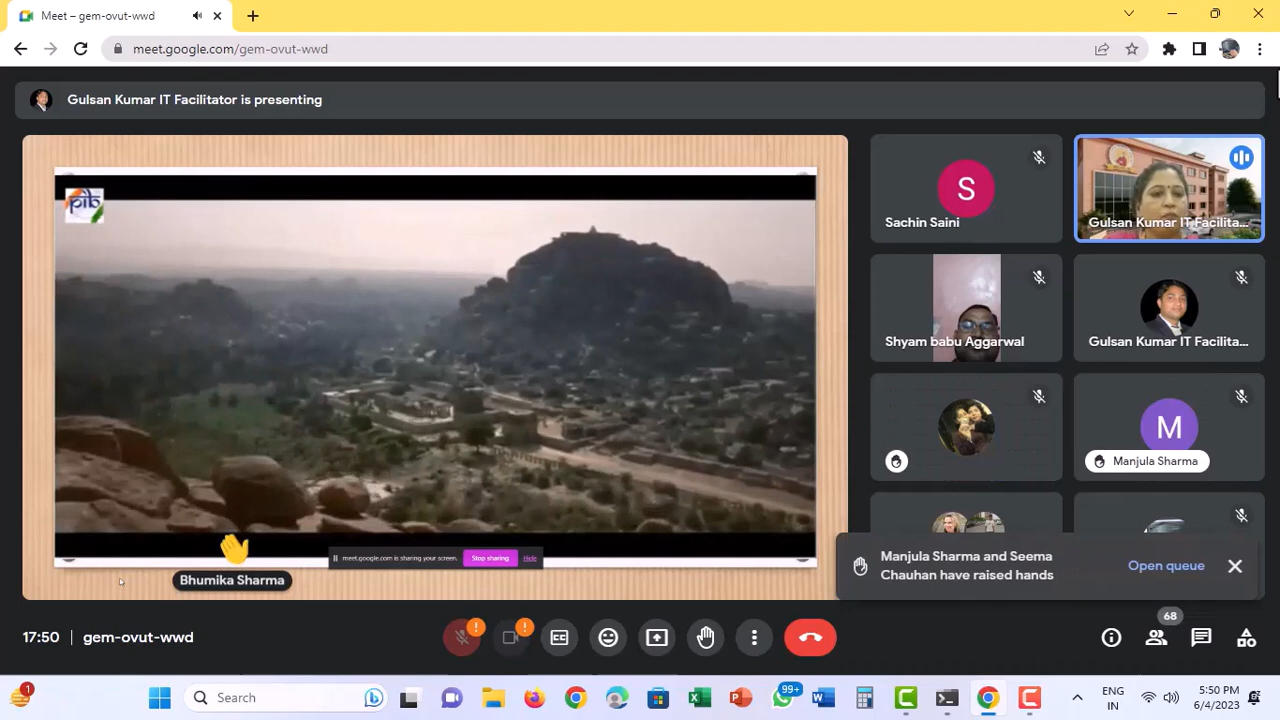 Meet – gem-ovut-wwd
meet.google.com/gem-ovut-wwd
Gulsan Kumar IT Facilitator is presenting
pib
Sachin Saini
Gulsan Kumar IT Facilita...
Shyam babu Aggarwal
Gulsan Kumar IT Facilita...
S
M
Manjula Sharma
Manjula Sharma and Seema
Chauhan have raised hands
Open queue
meet.google.com is sharing your screen.
Stop sharing
Hide
Bhumika Sharma
17:50
gem-ovut-wwd
68
1
Search
99+
ENG
IN
5:50 PM
6/4/2023